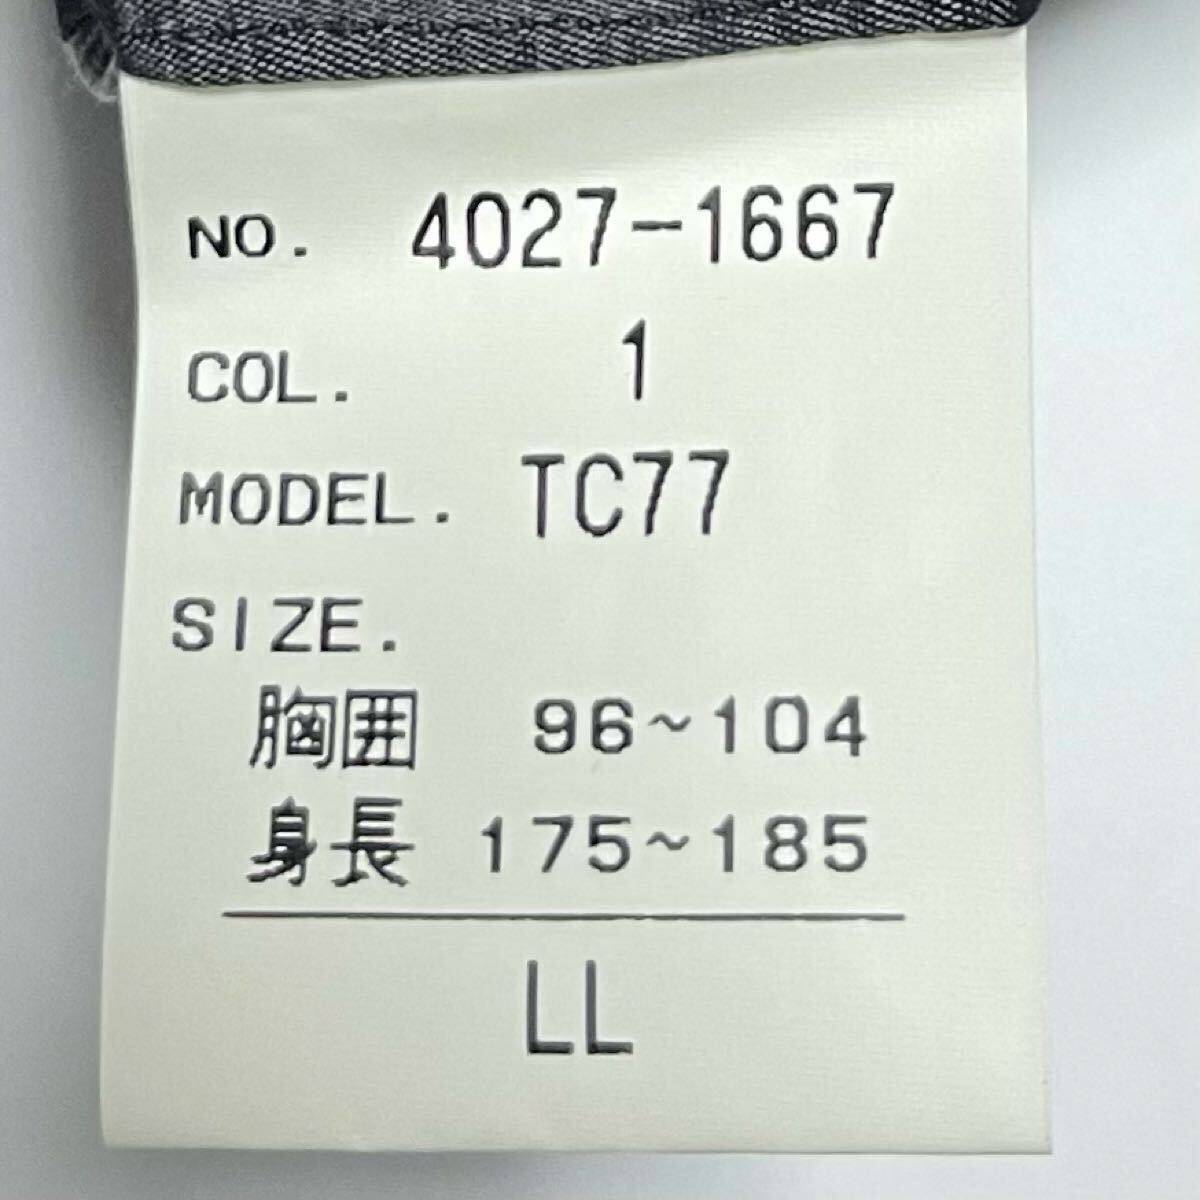 NO. 4027-1667
COL. 1
MODEL. TC77
SIZE.
胸囲 96~104
身長 175~185
LL